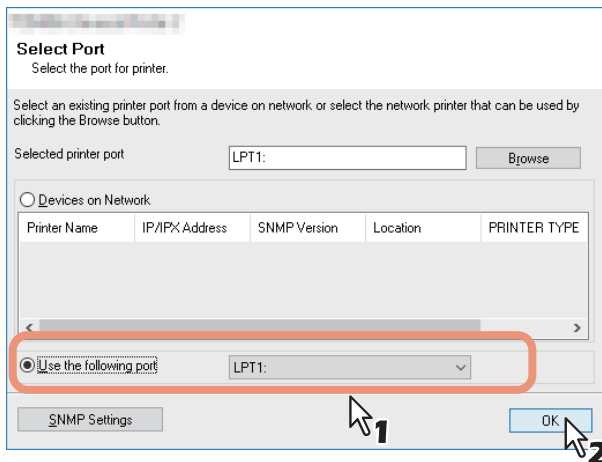 Select Port
Select the port for printer.
Select an existing printer port from a device on network or select the network printer that can be used by
clicking the Browse button.
Selected printer port LPT1: Browse
Devices on Network
Printer Name IP/IPX Address SNMP Version Location PRINTER TYPE
Use the following port LPT1:
1
SNMP Settings OK
2